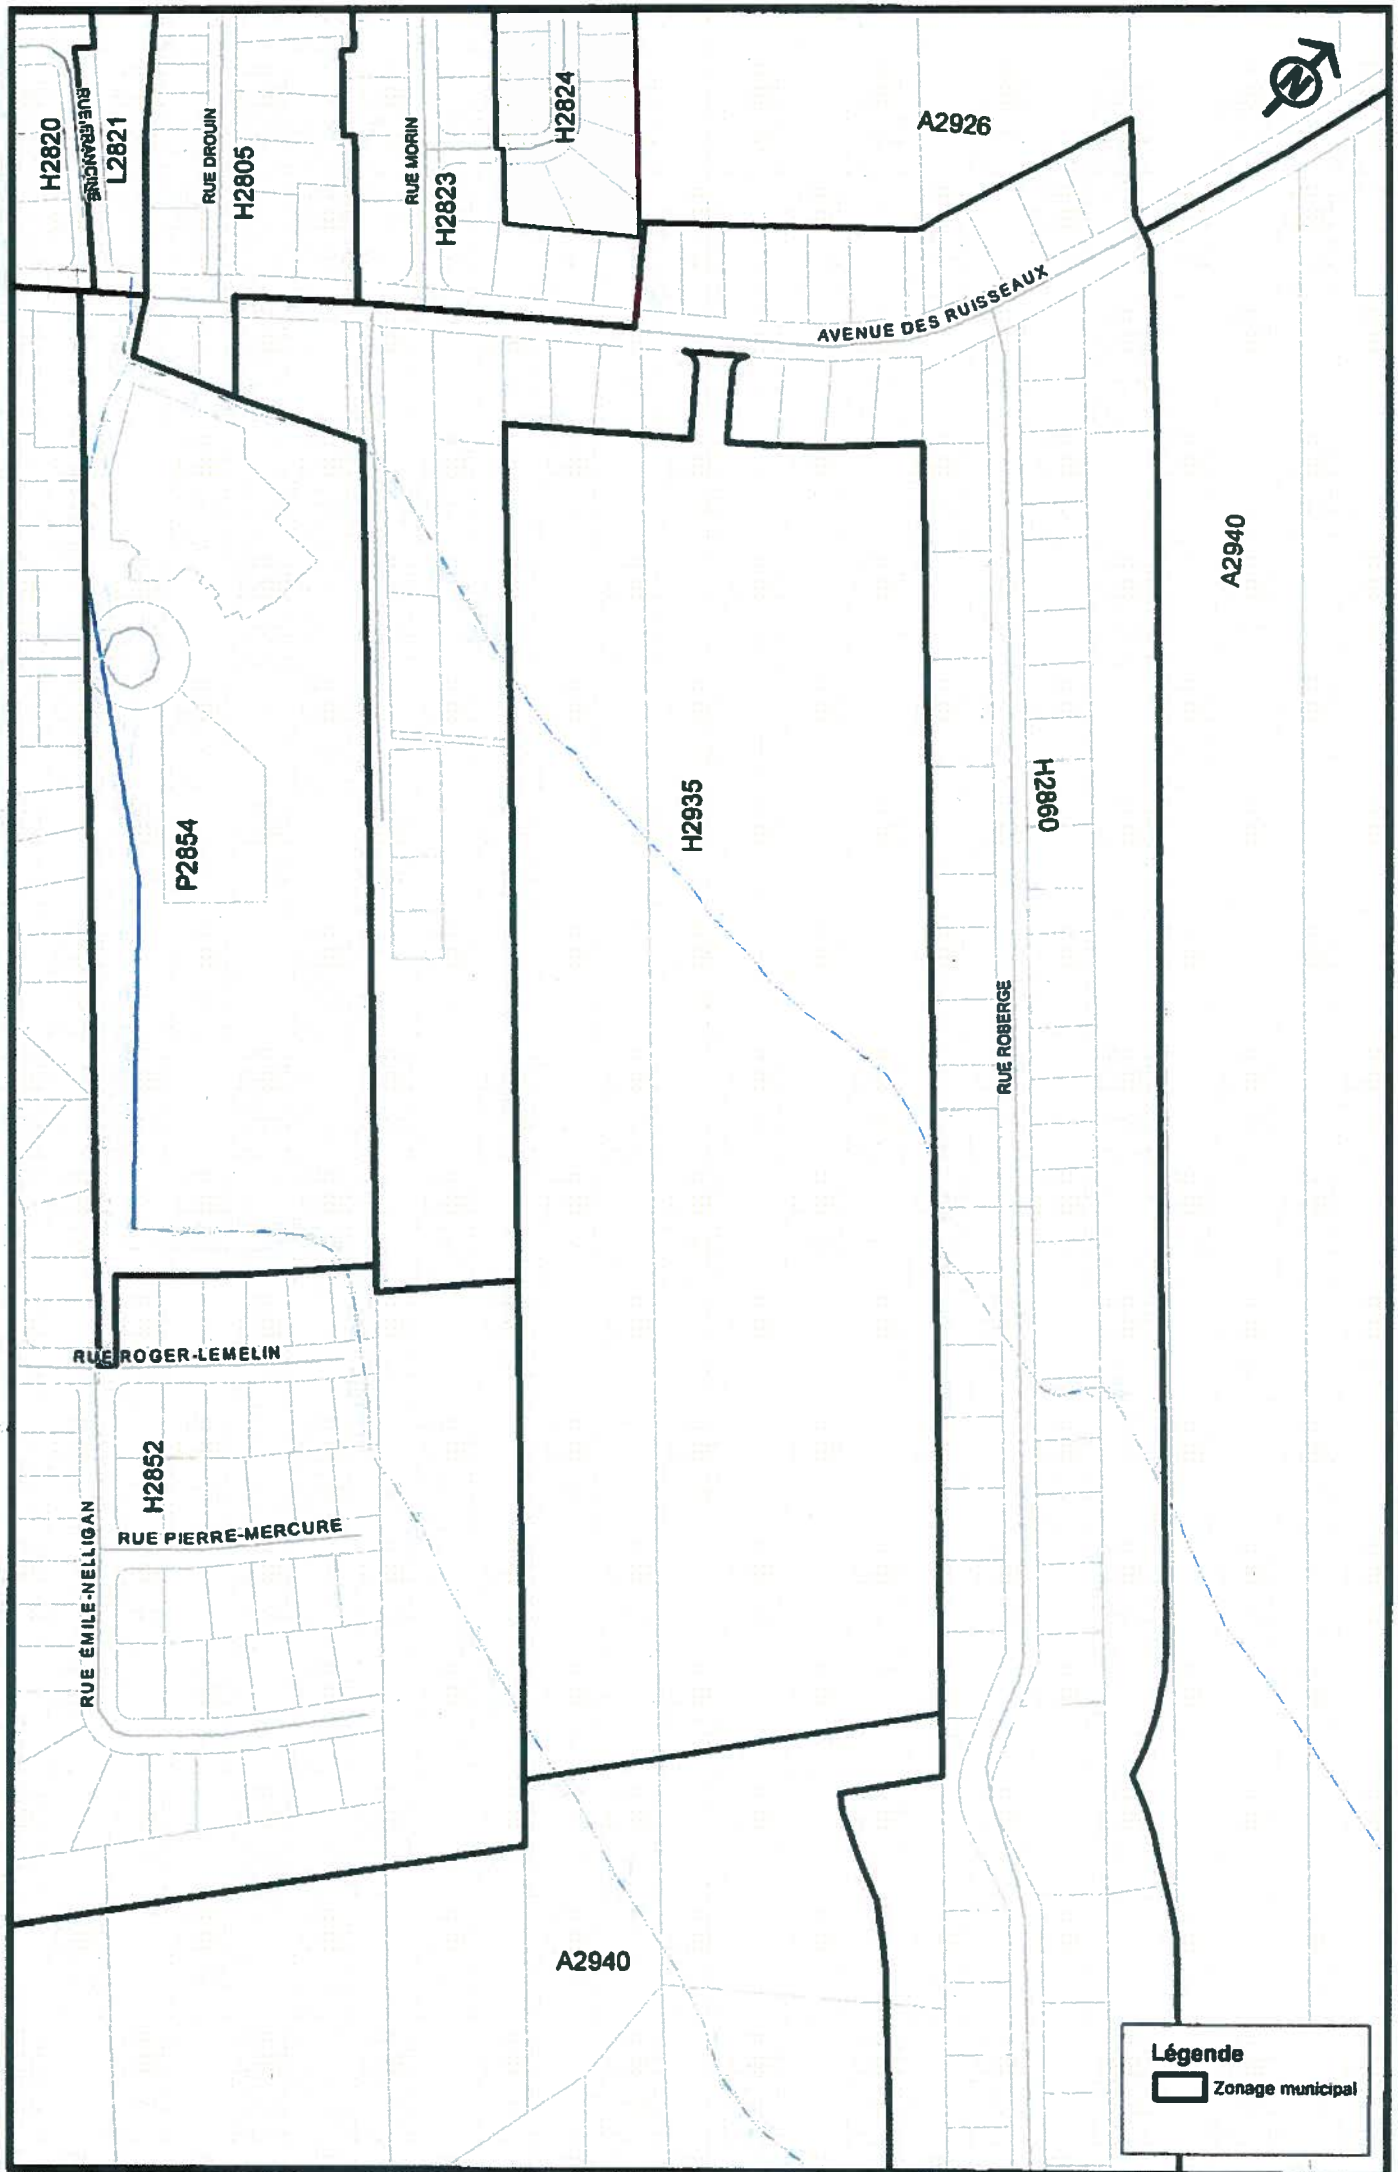 N
H2820
RUE FRANCINE
L2821
RUE DROUIN
H2805
RUE MORIN
H2823
H2824
A2926
AVENUE DES RUISSEAUX
A2940
P2854
H2935
H2860
RUE ROBERGE
RUE ROGER-LEMELIN
H2852
RUE PIERRE-MERCURE
RUE ÉMILE-NELLIGAN
A2940
Légende
Zonage municipal